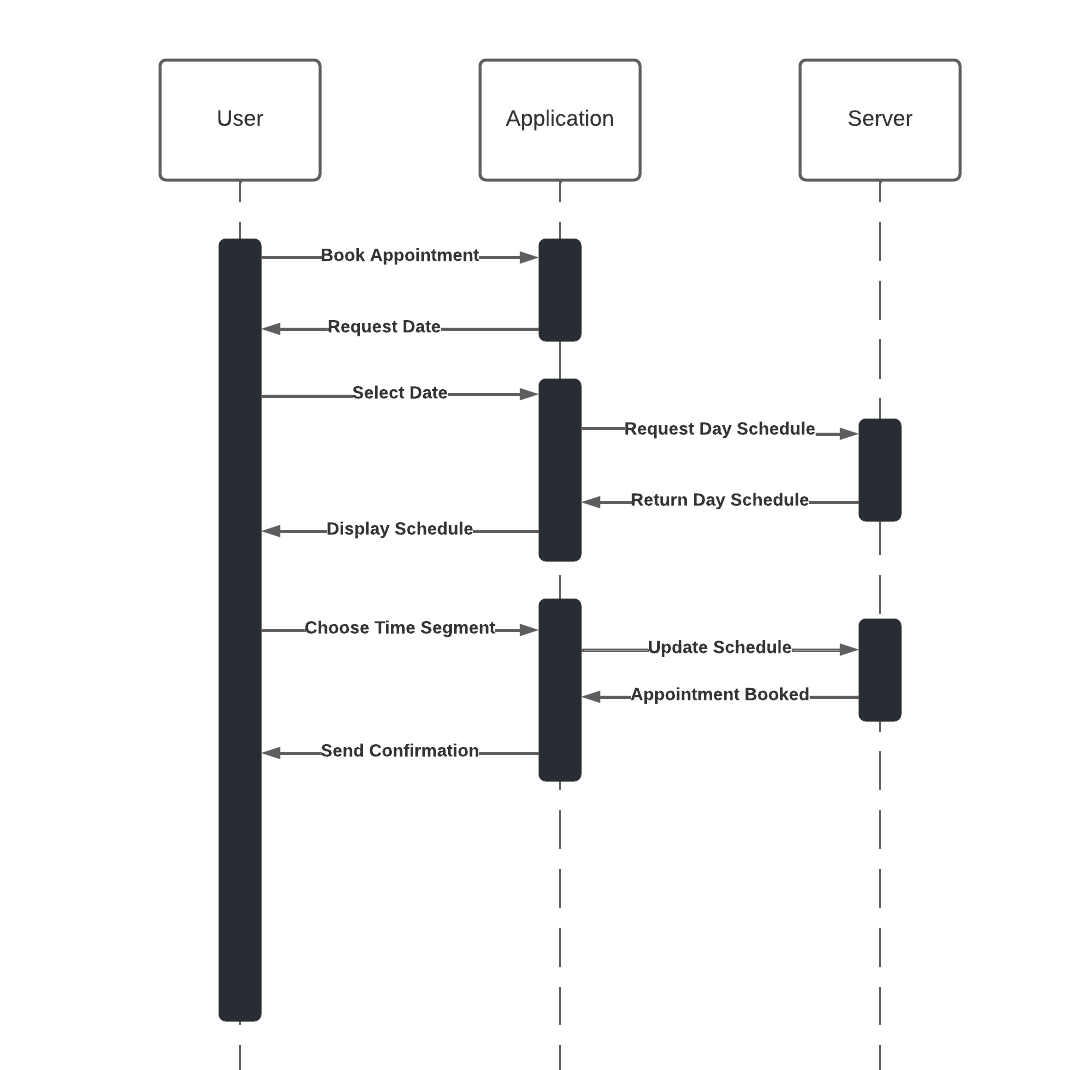 User
Application
Server
Book Appointment
Request Date
Select Date
Request Day Schedule
Return Day Schedule
Display Schedule
Choose Time Segment
Update Schedule
Appointment Booked
Send Confirmation